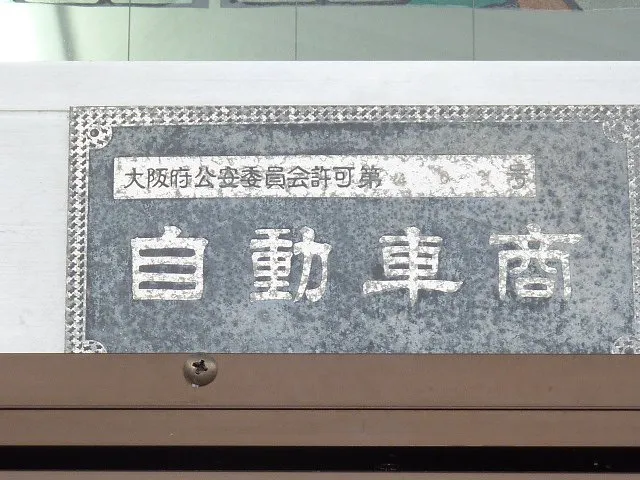 大阪府公安委員会許可第 号
自動車商